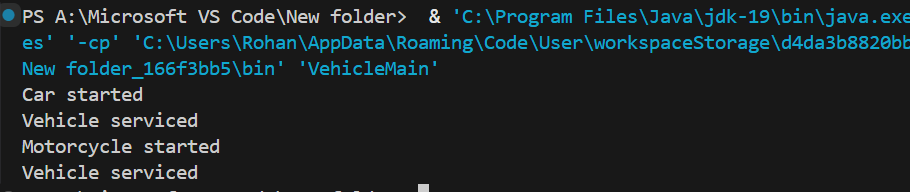 PS A:\Microsoft VS Code\New folder>  & 'C:\Program Files\Java\jdk-19\bin\java.exe
es' '-cp' 'C:\Users\Rohan\AppData\Roaming\Code\User\workspaceStorage\d4da3b8820bb
New folder_166f3bb5\bin' 'VehicleMain'
Car started
Vehicle serviced
Motorcycle started
Vehicle serviced